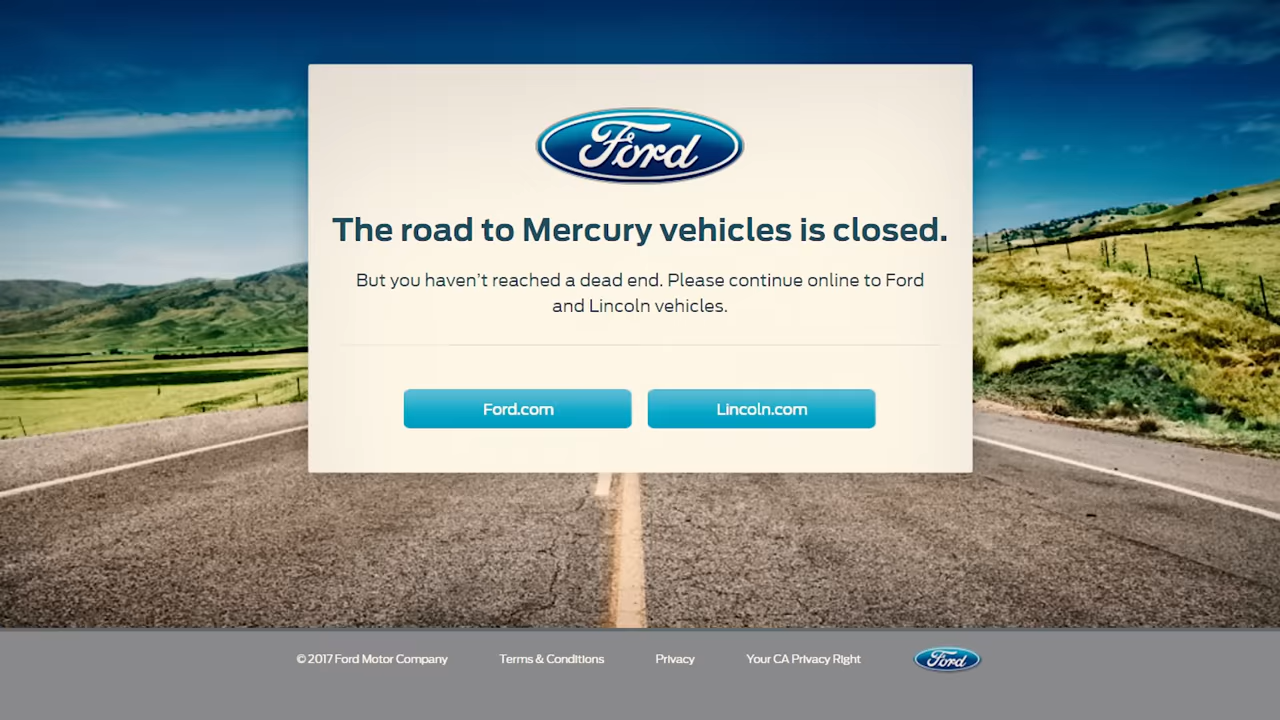 Ford
The road to Mercury vehicles is closed.
But you haven't reached a dead end. Please continue online to Ford
and Lincoln vehicles.
Ford.com
Lincoln.com
© 2017 Ford Motor Company
Terms & Conditions
Privacy
Your CA Privacy Right
Ford